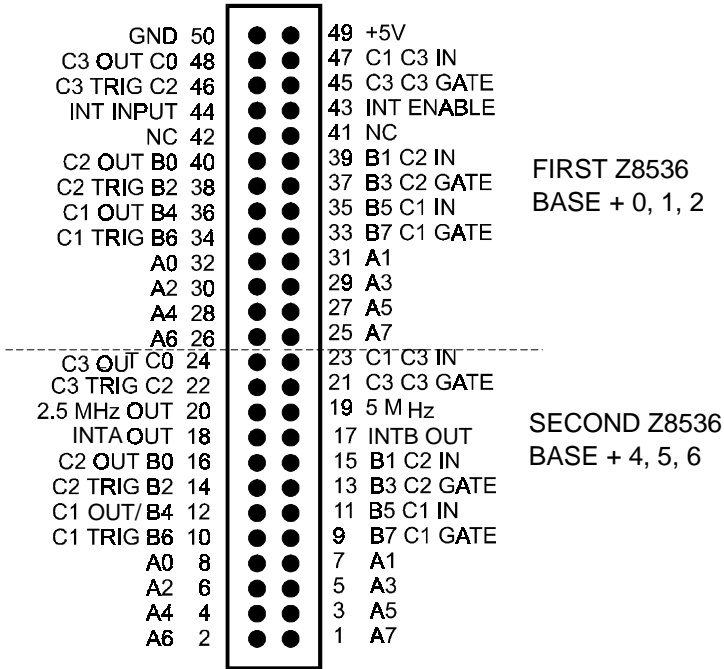 GND 50 49 +5V
C3 OUT C0 48 47 C1 C3 IN
C3 TRIG C2 46 45 C3 C3 GATE
INT INPUT 44 43 INT ENABLE
NC 42 41 NC
C2 OUT B0 40 39 B1 C2 IN
C2 TRIG B2 38 37 B3 C2 GATE
C1 OUT B4 36 35 B5 C1 IN
C1 TRIG B6 34 33 B7 C1 GATE
A0 32 31 A1
A2 30 29 A3
A4 28 27 A5
A6 26 25 A7
FIRST Z8536
BASE + 0, 1, 2
C3 OUT C0 24 23 C1 C3 IN
C3 TRIG C2 22 21 C3 C3 GATE
2.5 MHz OUT 20 19 5 MHz
INTA OUT 18 17 INTB OUT
C2 OUT B0 16 15 B1 C2 IN
C2 TRIG B2 14 13 B3 C2 GATE
C1 OUT/ B4 12 11 B5 C1 IN
C1 TRIG B6 10 9 B7 C1 GATE
A0 8 7 A1
A2 6 5 A3
A4 4 3 A5
A6 2 1 A7
SECOND Z8536
BASE + 4, 5, 6